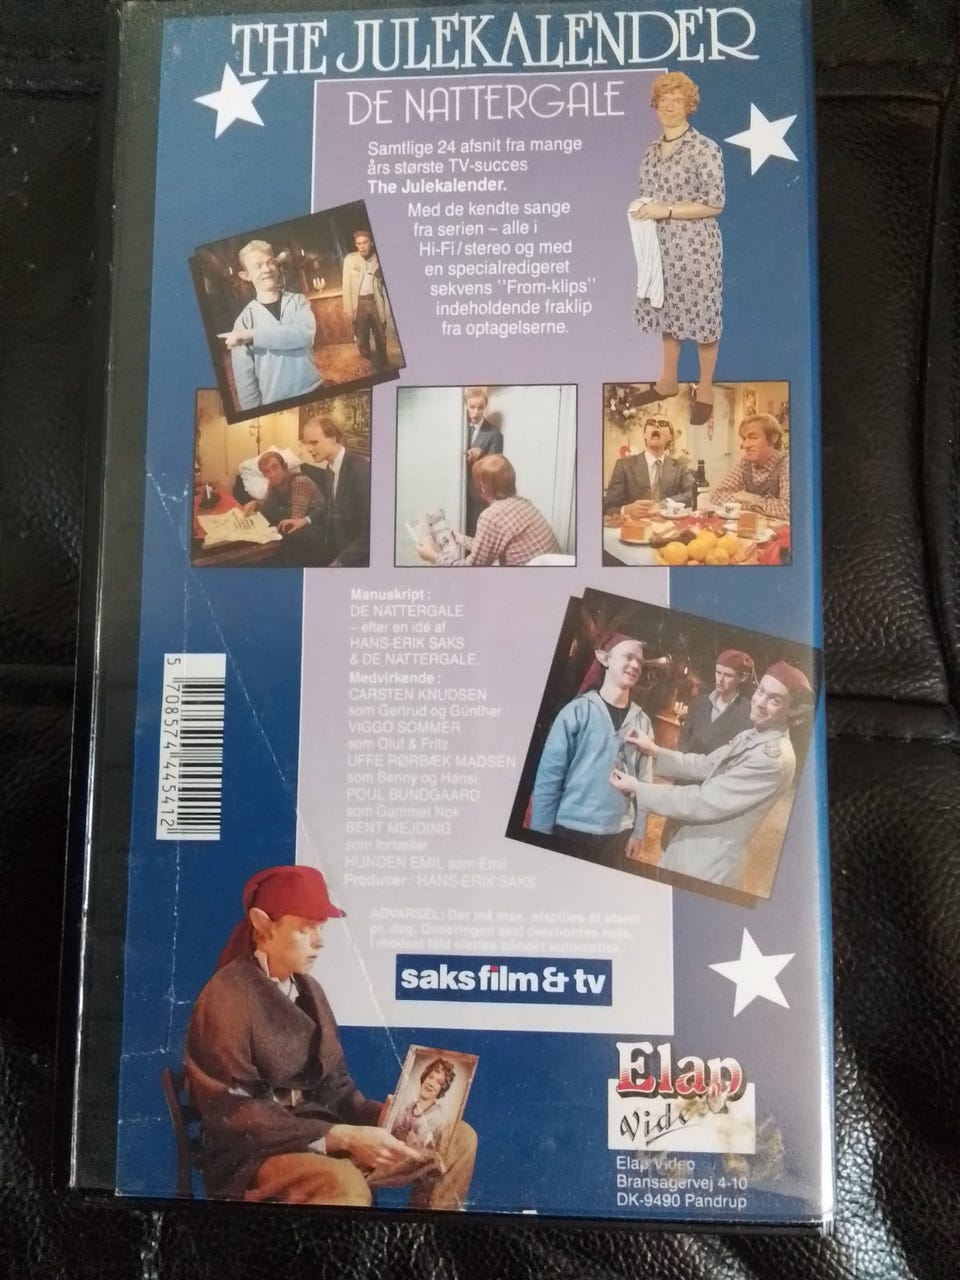 THE JULEKALENDER
DE NATTERGALE
Samtlige 24 afsnit fra mange
års største TV-succes
The Julekalender.
Med de kendte sange
fra serien – alle i
Hi-Fi/stereo og med
en specialredigeret
sekvens "From-klips"
indeholdende fraklip
fra optagelserne.
Manuskript:
DE NATTERGALE
– efter en idé af
HANS-ERIK SAKS
& DE NATTERGALE.
Medvirkende:
CARSTEN KNUDSEN
som Gertrud og Günther
VIGGO SOMMER
som Oluf & Fritz
UFFE RØRBÆK MADSEN
som Benny og Hansi
POUL BUNDGAARD
som Gammel Nok
BENT MEJDING
som fortæller
HUNDEN EMIL som Emil
Producer: HANS-ERIK SAKS
ADVARSEL: Der må max. afspilles ét afsnit
pr. dag. Doseringen skal overholdes nøje.
I modsat fald slettes båndet automatisk.
saks film & tv
Elap
Video
Elap Video
Bransagervej 4-10
DK-9490 Pandrup
5 708574 445412